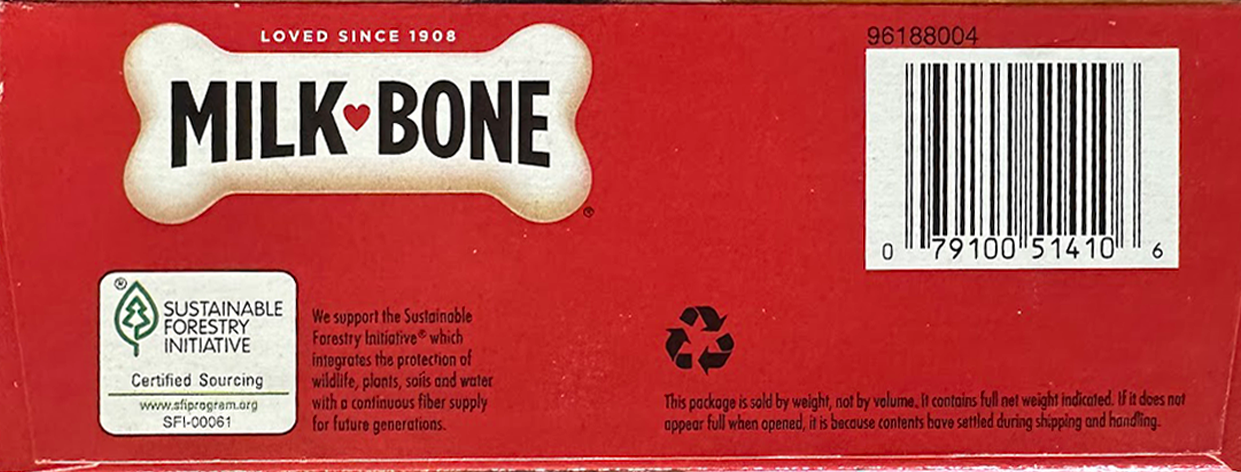 LOVED SINCE 1908
MILK BONE
®
96188004
0 79100 51410 6
®
SUSTAINABLE
FORESTRY
INITIATIVE
Certified Sourcing
www.sfiprogram.org
SFI-00061
We support the Sustainable
Forestry Initiative® which
integrates the protection of
wildlife, plants, soils and water
with a continuous fiber supply
for future generations.
This package is sold by weight, not by volume. It contains full net weight indicated. If it does not
appear full when opened, it is because contents have settled during shipping and handling.